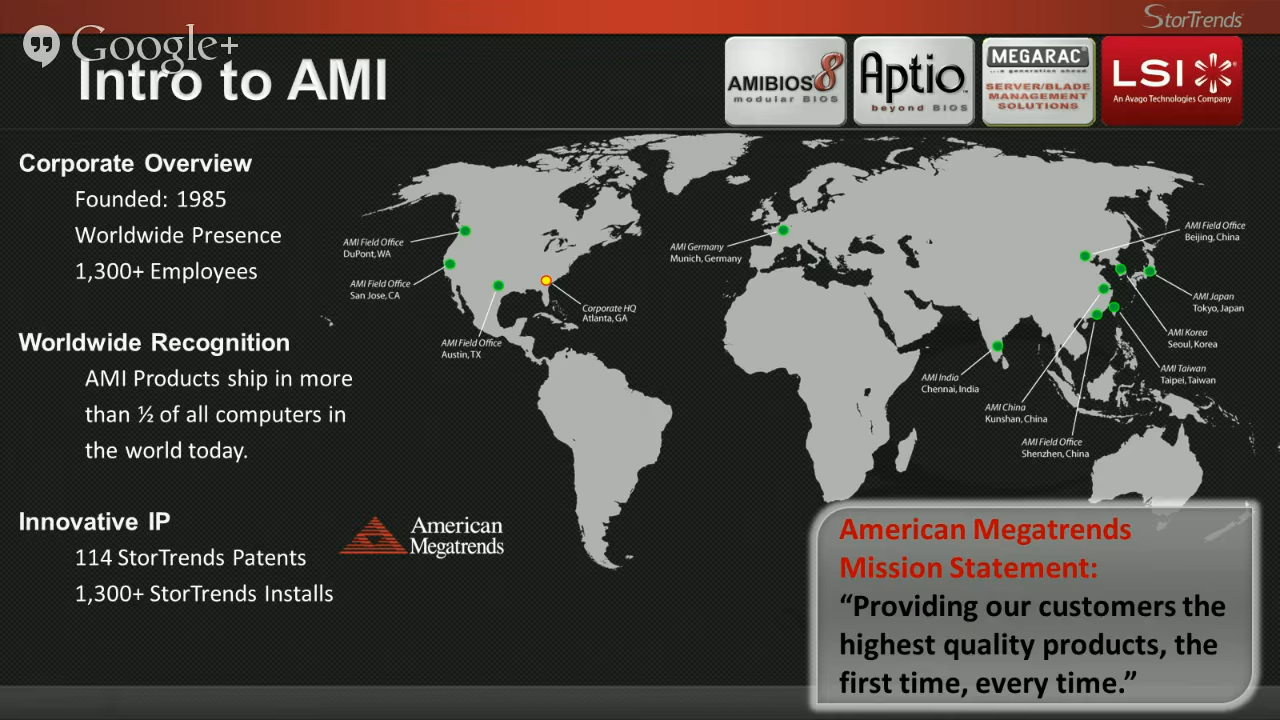 StorTrends
Google+
Intro to AMI
AMIBIOS 8
modular BIOS
Aptio
beyond BIOS
MEGARAC
...a generation ahead
SERVER/BLADE
MANAGEMENT
SOLUTIONS
LSI
An Avago Technologies Company
Corporate Overview
Founded: 1985
Worldwide Presence
1,300+ Employees
Worldwide Recognition
AMI Products ship in more
than ½ of all computers in
the world today.
Innovative IP
114 StorTrends Patents
1,300+ StorTrends Installs
American
Megatrends
AMI Field Office
DuPont, WA
AMI Field Office
San Jose, CA
AMI Field Office
Austin, TX
Corporate HQ
Atlanta, GA
AMI Germany
Munich, Germany
AMI Field Office
Beijing, China
AMI Japan
Tokyo, Japan
AMI Korea
Seoul, Korea
AMI Taiwan
Taipei, Taiwan
AMI India
Chennai, India
AMI China
Kunshan, China
AMI Field Office
Shenzhen, China
American Megatrends
Mission Statement:
“Providing our customers the
highest quality products, the
first time, every time.”